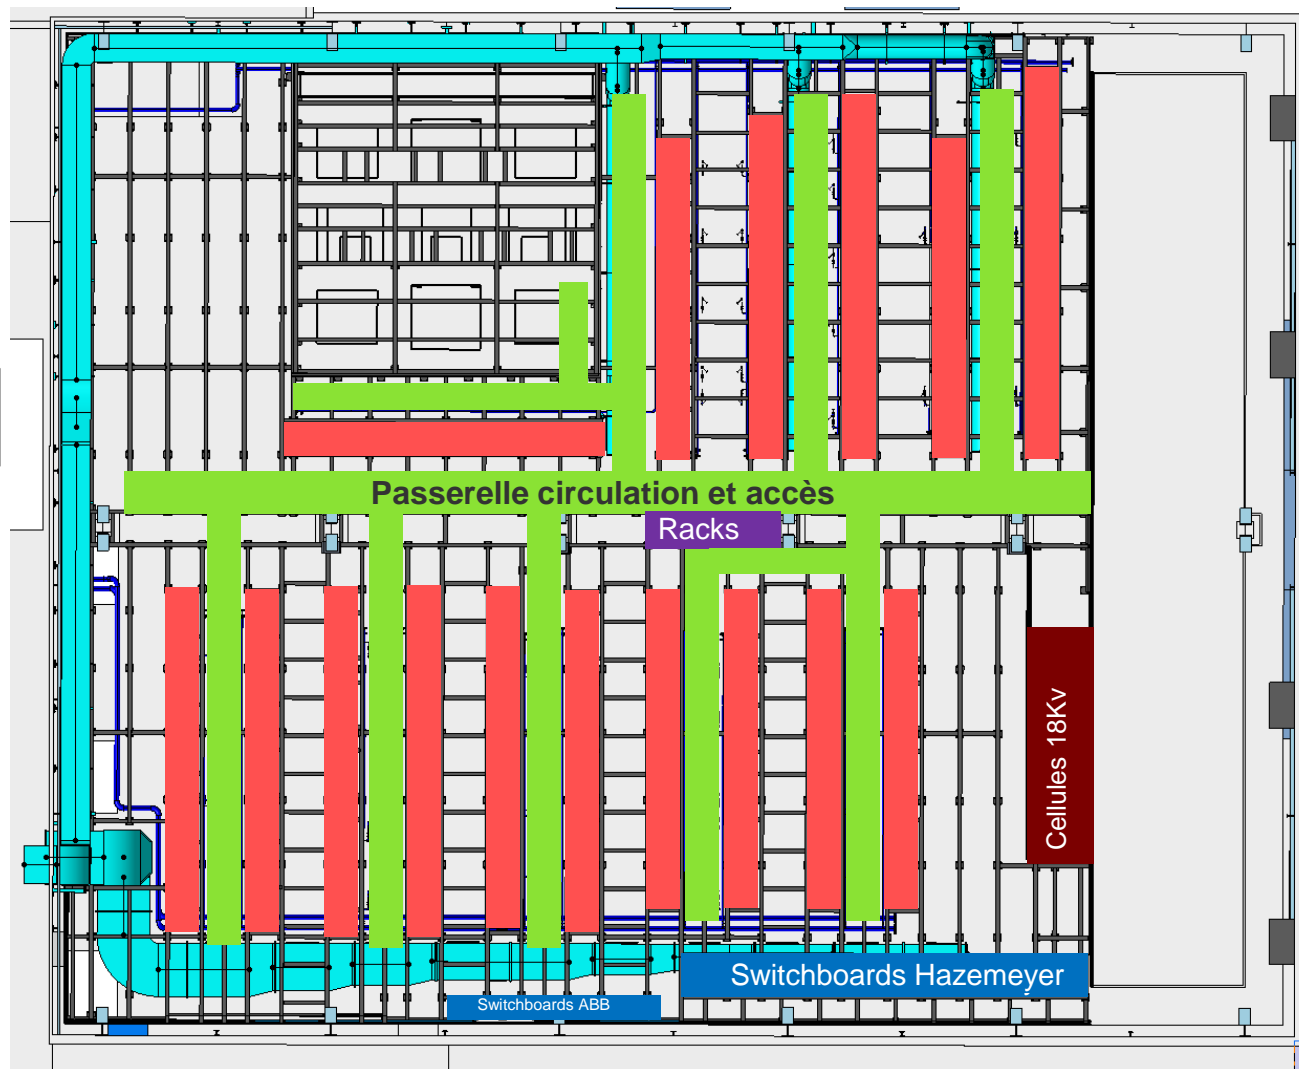 Passerelle circulation et accès
Racks
Cellules 18Kv
Switchboards Hazemeyer
Switchboards ABB